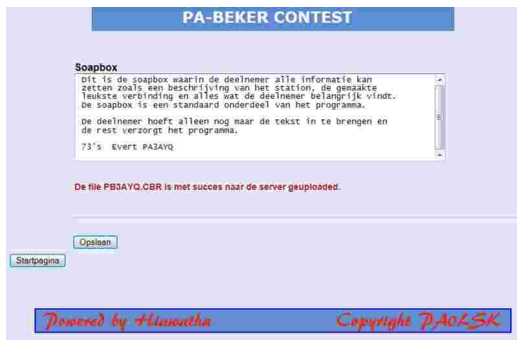 PA-BEKER CONTEST
Soapbox
Dit is de soapbox waarin de deelnemer alle informatie kan
zetten zoals een beschrijving van het station, de gemaakte
leukste verbinding en alles wat de deelnemer belangrijk vindt.
De soapbox is een standaard onderdeel van het programma.
De deelnemer hoeft alleen nog maar de tekst in te brengen en
de rest verzorgt het programma.
73's Evert PA3AYQ
De file PB3AYQ.CBR is met succes naar de server geuploaded.
Opslaan
Startpagina
Powered by Hiawatha Copyright PA0LSK